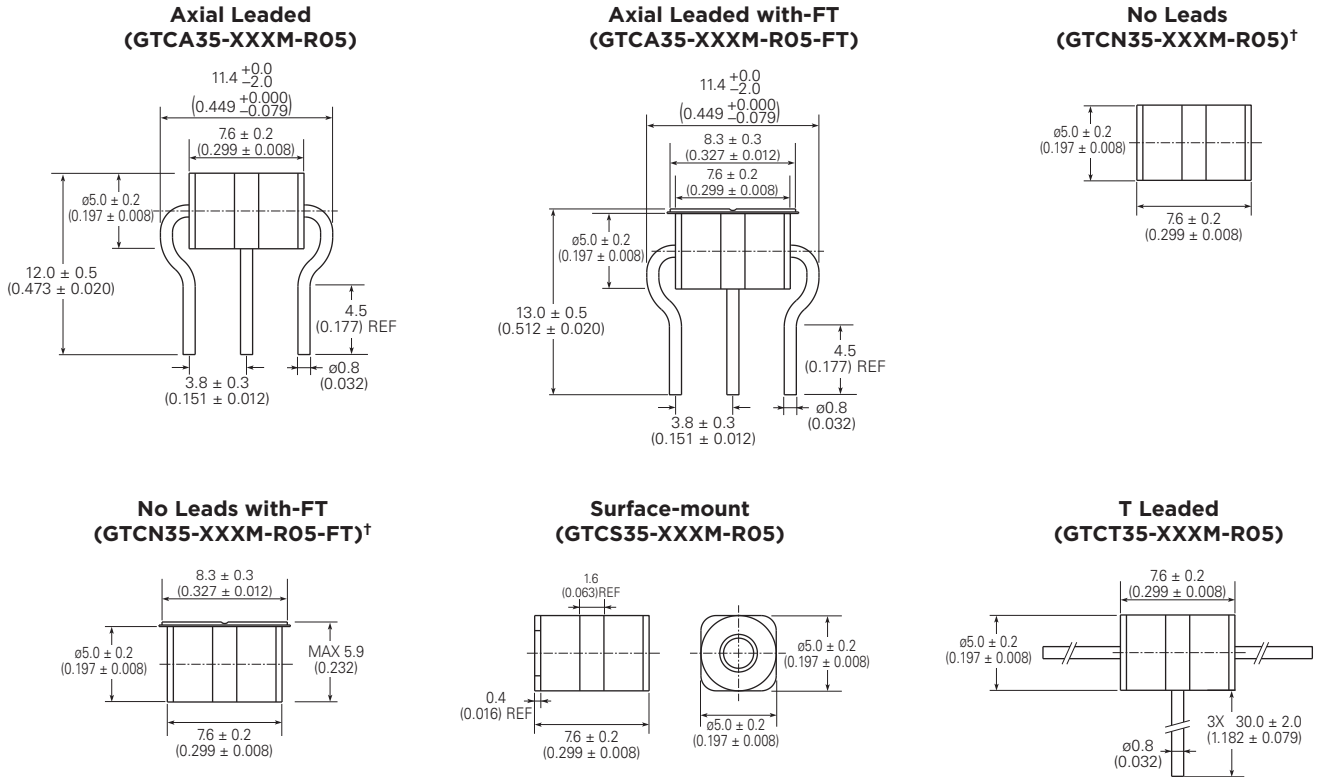 Axial Leaded
(GTCA35-XXXM-R05)
11.4 +0.0
–2.0
(0.449 +0.000
–0.079)
7.6 ± 0.2
(0.299 ± 0.008)
ø5.0 ± 0.2
(0.197 ± 0.008)
12.0 ± 0.5
(0.473 ± 0.020)
4.5
(0.177) REF
3.8 ± 0.3
(0.151 ± 0.012)
ø0.8
(0.032)
Axial Leaded with-FT
(GTCA35-XXXM-R05-FT)
11.4 +0.0
–2.0
(0.449 +0.000
–0.079)
8.3 ± 0.3
(0.327 ± 0.012)
7.6 ± 0.2
(0.299 ± 0.008)
ø5.0 ± 0.2
(0.197 ± 0.008)
13.0 ± 0.5
(0.512 ± 0.020)
4.5
(0.177) REF
3.8 ± 0.3
(0.151 ± 0.012)
ø0.8
(0.032)
No Leads
(GTCN35-XXXM-R05)†
ø5.0 ± 0.2
(0.197 ± 0.008)
7.6 ± 0.2
(0.299 ± 0.008)
No Leads with-FT
(GTCN35-XXXM-R05-FT)†
8.3 ± 0.3
(0.327 ± 0.012)
ø5.0 ± 0.2
(0.197 ± 0.008)
MAX 5.9
(0.232)
7.6 ± 0.2
(0.299 ± 0.008)
Surface-mount
(GTCS35-XXXM-R05)
1.6
(0.063)REF
0.4
(0.016) REF
7.6 ± 0.2
(0.299 ± 0.008)
ø5.0 ± 0.2
(0.197 ± 0.008)
ø5.0 ± 0.2
(0.197 ± 0.008)
T Leaded
(GTCT35-XXXM-R05)
7.6 ± 0.2
(0.299 ± 0.008)
ø5.0 ± 0.2
(0.197 ± 0.008)
3X 30.0 ± 2.0
(1.182 ± 0.079)
ø0.8
(0.032)